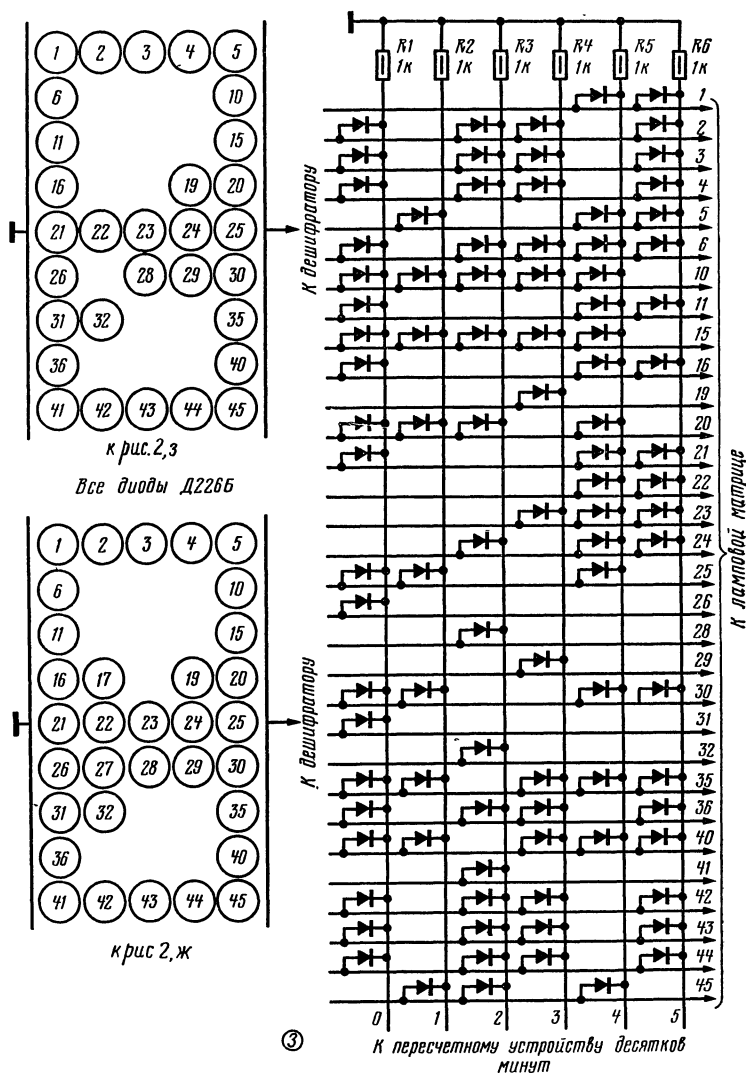 1 2 3 4 5
6 10
11 15
16 19 20
21 22 23 24 25
26 28 29 30
31 32 35
36 40
41 42 43 44 45
к рис. 2,з
Все диоды Д226Б
1 2 3 4 5
6 10
11 15
16 17 19 20
21 22 23 24 25
26 27 28 29 30
31 32 35
36 40
41 42 43 44 45
к рис 2,ж
К дешифратору
К дешифратору
R1 R2 R3 R4 R5 R6
1к 1к 1к 1к 1к 1к
1
2
3
4
5
6
10
11
15
16
19
20
21
22
23
24
25
26
28
29
30
31
32
35
36
40
41
42
43
44
45
К ламповой матрице
0 1 2 3 4 5
К пересчетному устройству десятков
минут
3